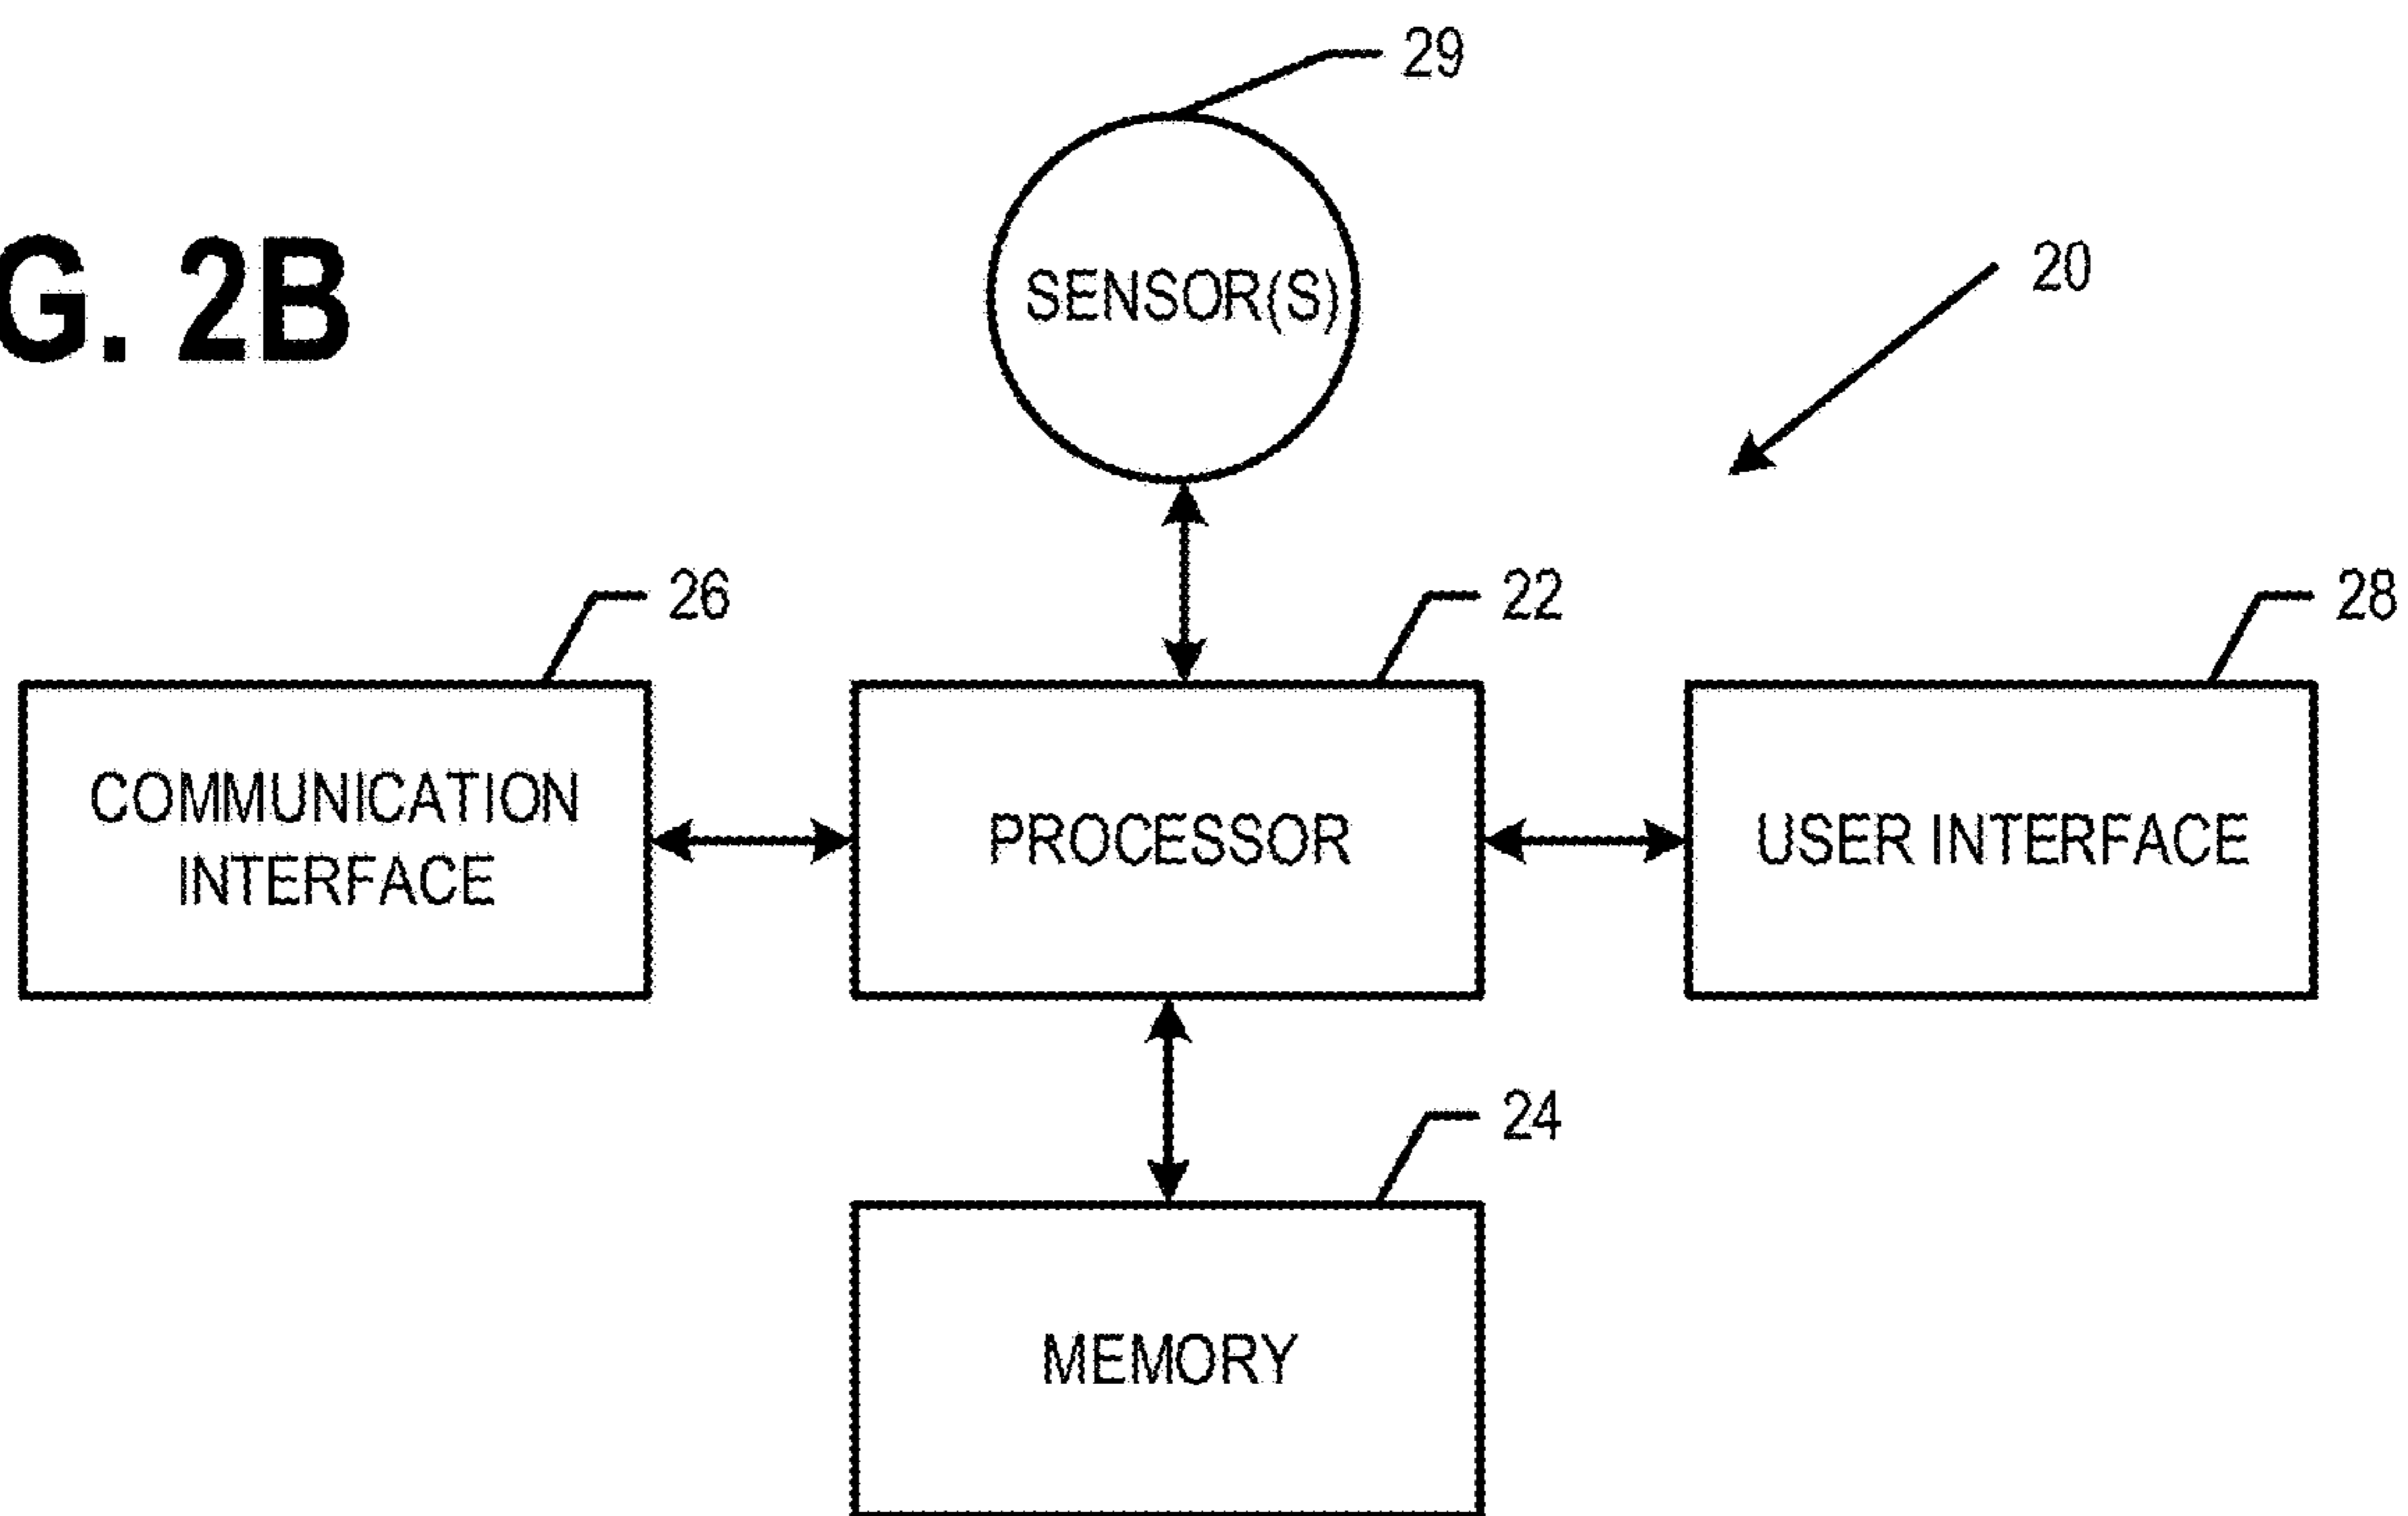 29
G. 2B
SENSOR(S)
20
26
22
28
COMMUNICATION
INTERFACE
PROCESSOR
USER INTERFACE
24
MEMORY